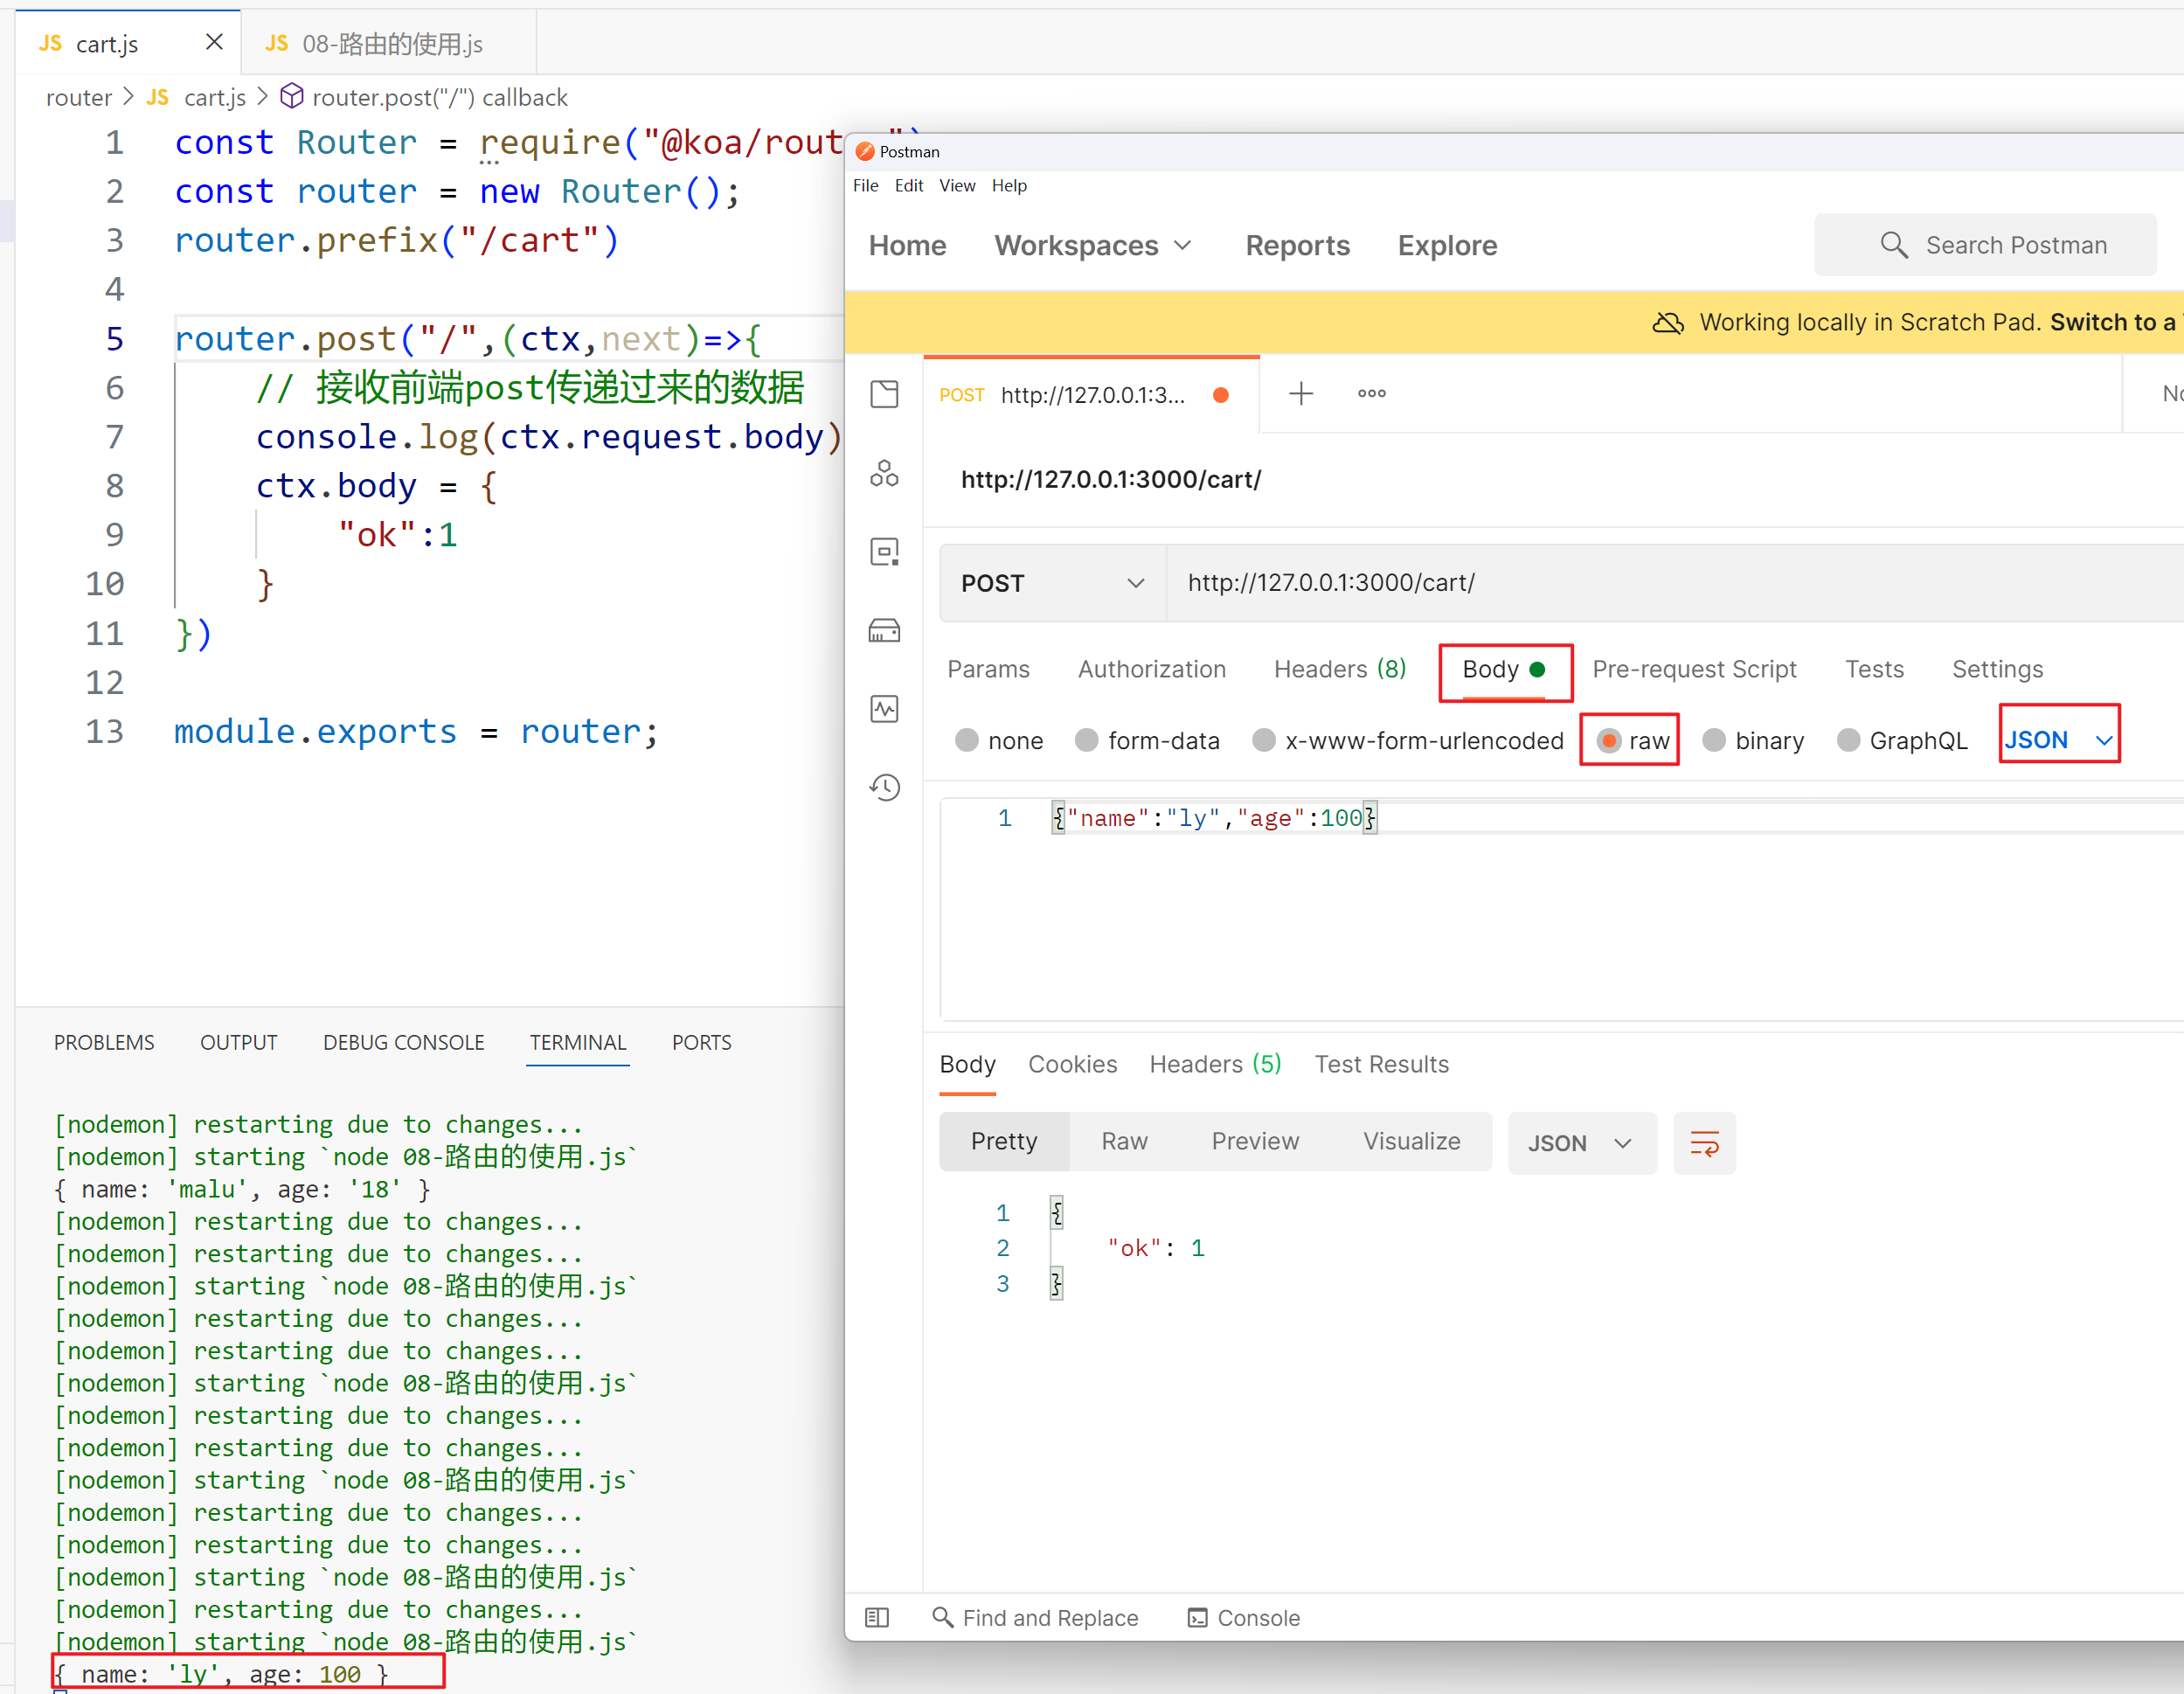 JS cart.js
JS 08-路由的使用.js
router > JS cart.js > router.post("/") callback
1 const Router = require("@koa/rout
2 const router = new Router();
3 router.prefix("/cart")
4
5 router.post("/",(ctx,next)=>{
6 // 接收前端post传递过来的数据
7 console.log(ctx.request.body)
8 ctx.body = {
9 "ok":1
10 }
11 })
12
13 module.exports = router;
PROBLEMS OUTPUT DEBUG CONSOLE TERMINAL PORTS
[nodemon] restarting due to changes...
[nodemon] starting `node 08-路由的使用.js`
{ name: 'malu', age: '18' }
[nodemon] restarting due to changes...
[nodemon] restarting due to changes...
[nodemon] starting `node 08-路由的使用.js`
[nodemon] restarting due to changes...
[nodemon] restarting due to changes...
[nodemon] starting `node 08-路由的使用.js`
[nodemon] restarting due to changes...
[nodemon] restarting due to changes...
[nodemon] starting `node 08-路由的使用.js`
[nodemon] restarting due to changes...
[nodemon] restarting due to changes...
[nodemon] starting `node 08-路由的使用.js`
[nodemon] restarting due to changes...
[nodemon] starting `node 08-路由的使用.js`
{ name: 'ly', age: 100 }
Postman
File Edit View Help
Home Workspaces Reports Explore Search Postman
Working locally in Scratch Pad. Switch to a
POST http://127.0.0.1:3...
http://127.0.0.1:3000/cart/
POST http://127.0.0.1:3000/cart/
Params Authorization Headers (8) Body Pre-request Script Tests Settings
none form-data x-www-form-urlencoded raw binary GraphQL JSON
1 {"name":"ly","age":100}
Body Cookies Headers (5) Test Results
Pretty Raw Preview Visualize JSON
1 {
2 "ok": 1
3 }
Find and Replace Console